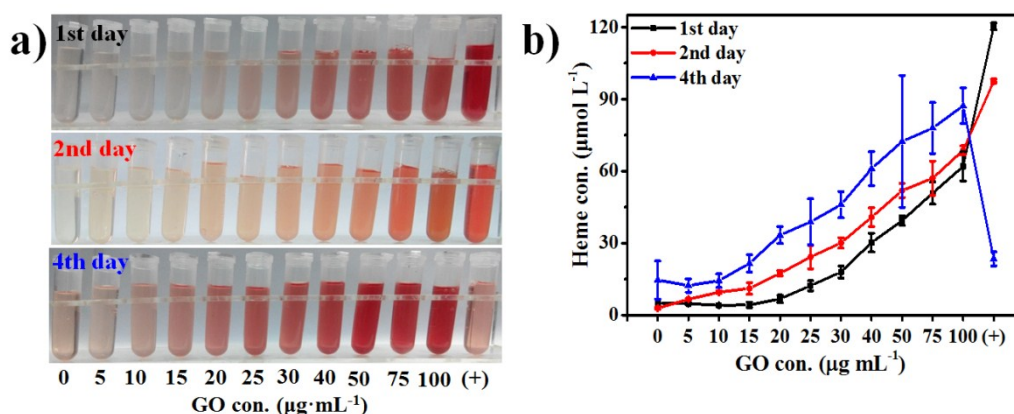 a)
1st day
2nd day
4th day
0 5 10 15 20 25 30 40 50 75 100 (+)
GO con. (µg·mL⁻¹)
b)
1st day
2nd day
4th day
Heme con. (µmol L⁻¹)
120
90
60
30
0
0 5 10 15 20 25 30 40 50 75 100 (+)
GO con. (µg mL⁻¹)